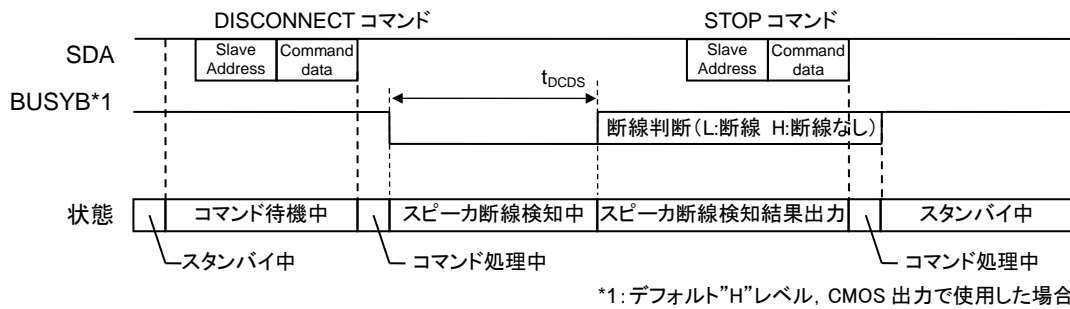 DISCONNECT コマンド
STOP コマンド
SDA
Slave Address
Command data
Slave Address
Command data
tDCDS
BUSYB*1
断線判断(L:断線 H:断線なし)
状態
コマンド待機中
スピーカ断線検知中
スピーカ断線検知結果出力
スタンバイ中
スタンバイ中
コマンド処理中
コマンド処理中
*1:デフォルト”H”レベル, CMOS 出力で使用した場合